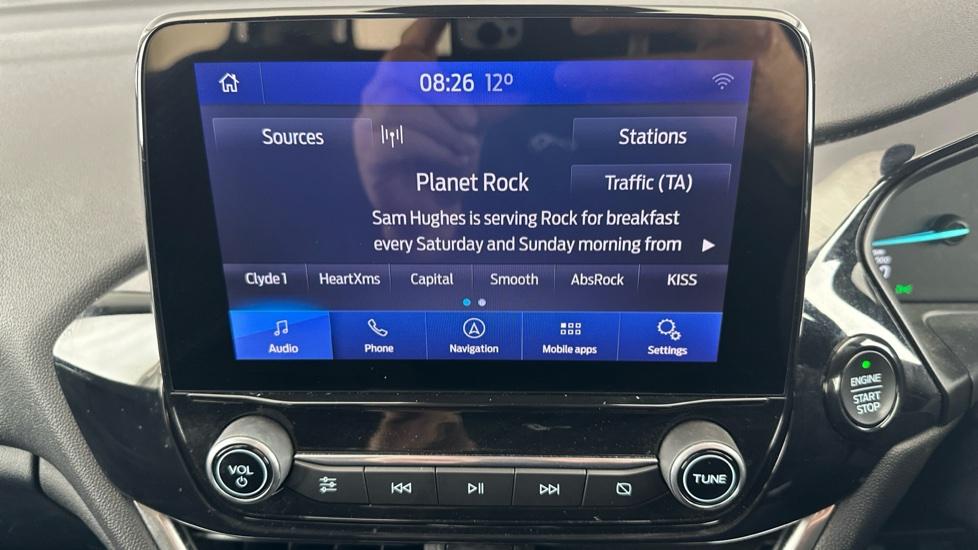 08:26 12°
Sources
Stations
Planet Rock
Traffic (TA)
Sam Hughes is serving Rock for breakfast
every Saturday and Sunday morning from
Clyde 1 HeartXms Capital Smooth AbsRock KISS
Audio Phone Navigation Mobile apps Settings
ENGINE
START
STOP
VOL
TUNE